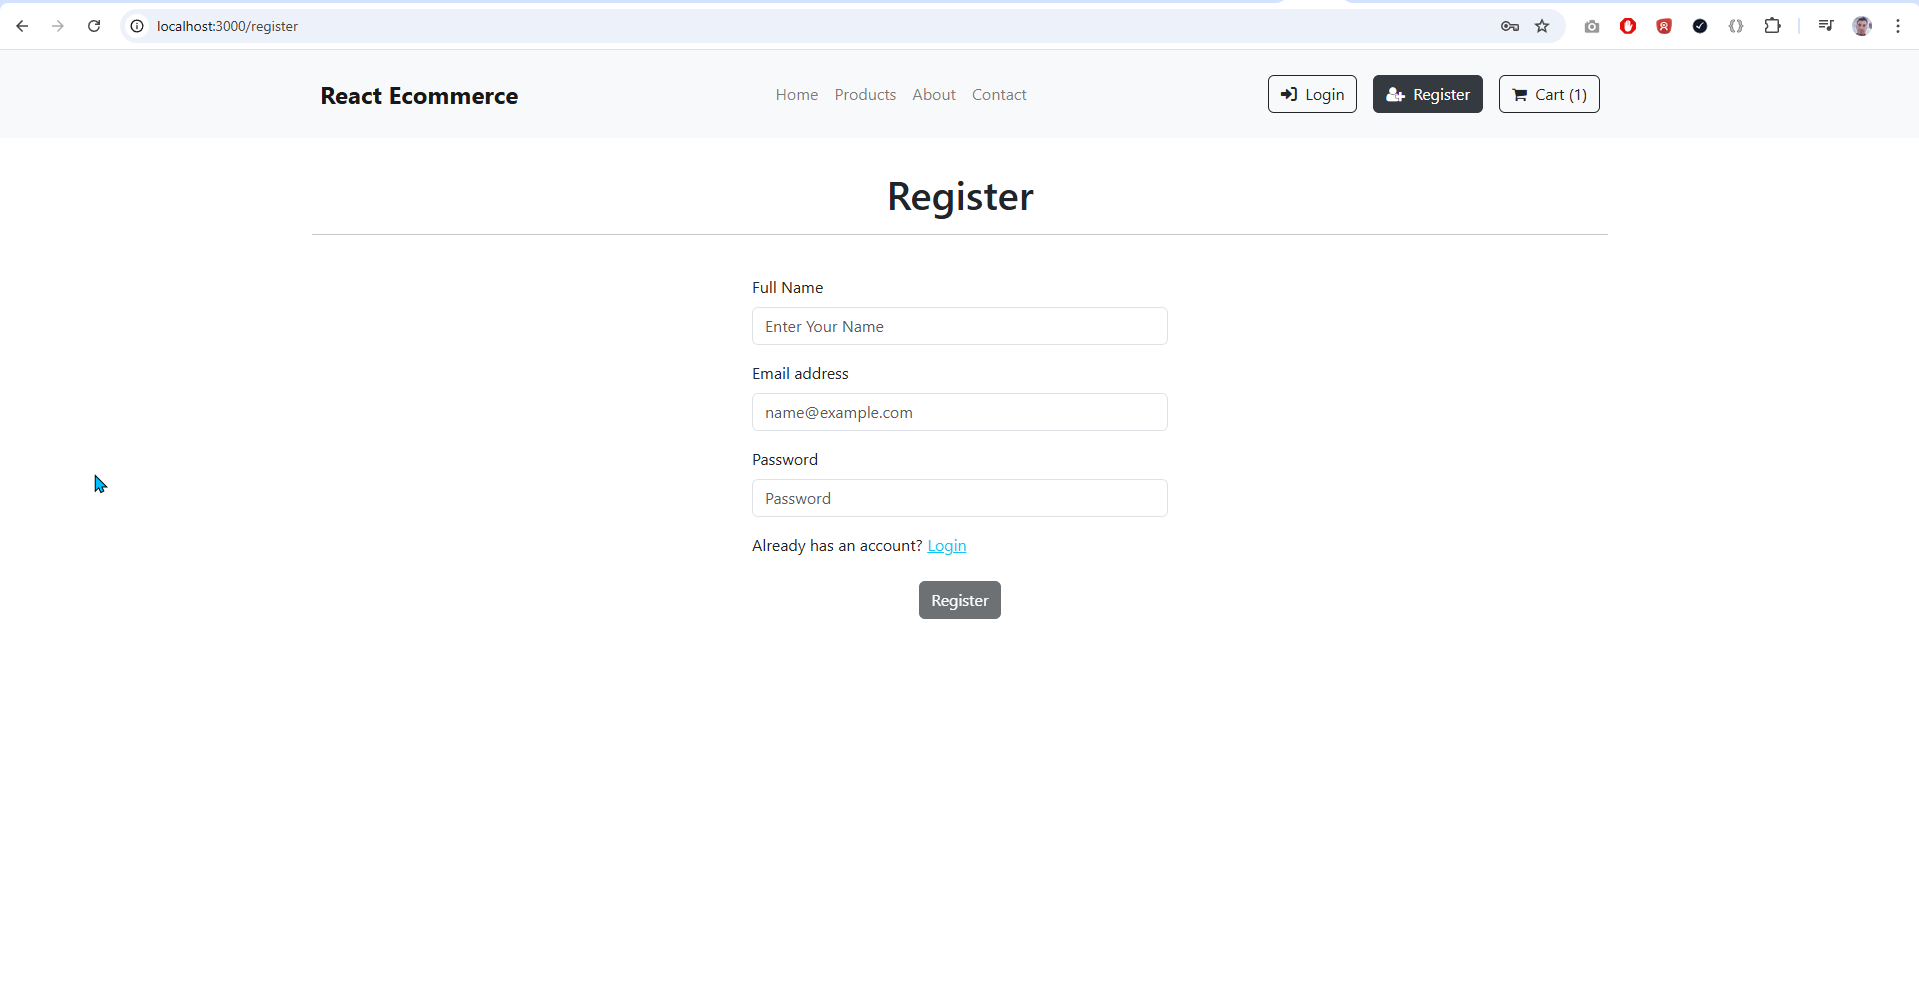 localhost:3000/register
React Ecommerce
Home Products About Contact
Login Register Cart (1)
Register
Full Name
Enter Your Name
Email address
name@example.com
Password
Password
Already has an account? Login
Register